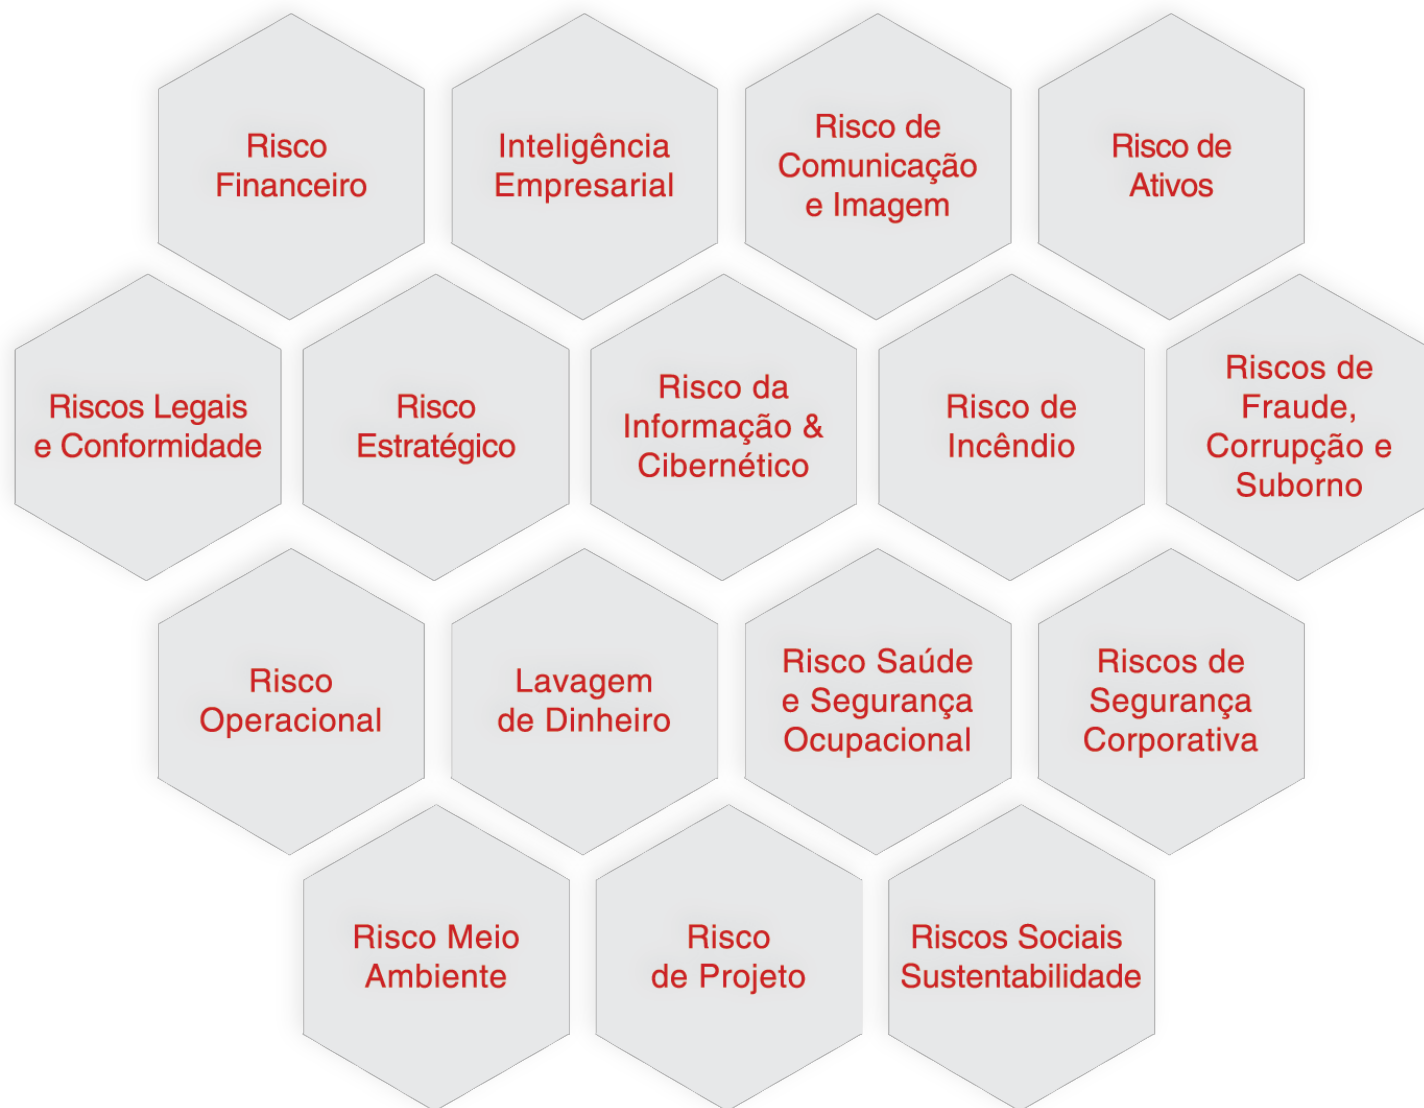 Risco
Financeiro
Inteligência
Empresarial
Risco de
Comunicação
e Imagem
Risco de
Ativos
Riscos Legais
e Conformidade
Risco
Estratégico
Risco da
Informação &
Cibernético
Risco de
Incêndio
Riscos de
Fraude,
Corrupção e
Suborno
Risco
Operacional
Lavagem
de Dinheiro
Risco Saúde
e Segurança
Ocupacional
Riscos de
Segurança
Corporativa
Risco Meio
Ambiente
Risco
de Projeto
Riscos Sociais
Sustentabilidade